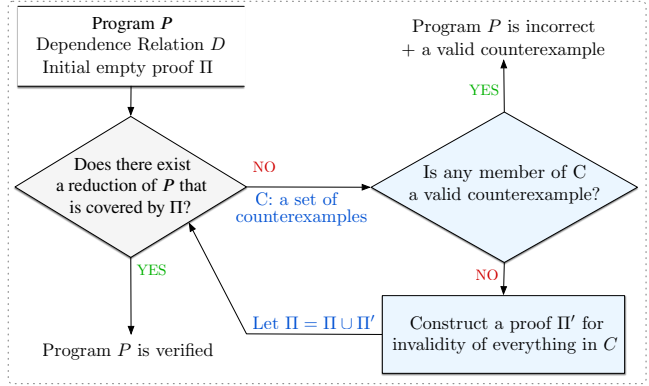 Program P
Dependence Relation D
Initial empty proof Π
Does there exist
a reduction of P that
is covered by Π?
NO
C: a set of
counterexamples
YES
Program P is verified
Program P is incorrect
+ a valid counterexample
YES
Is any member of C
a valid counterexample?
NO
Construct a proof Π′ for
invalidity of everything in C
Let Π = Π ∪ Π′